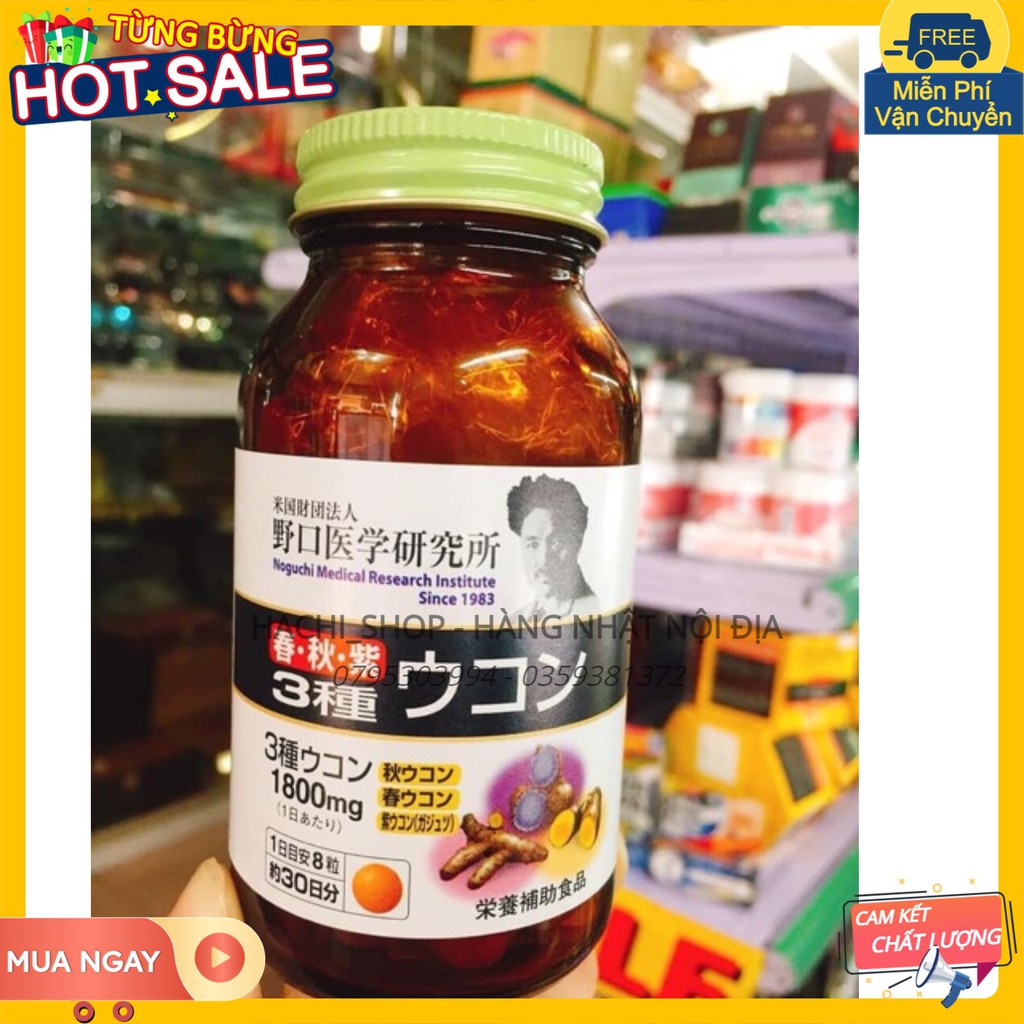 TỪNG BỪNG
HOT SALE
FREE
Miễn Phí
Vận Chuyển
米国財団法人
野口医学研究所
Noguchi Medical Research Institute
Since 1983
HACHI SHOP - HÀNG NHẬT NỘI ĐỊA
0795303994 - 0359381372
春・秋・紫
3種 ウコン
3種ウコン
1800mg
(1日あたり)
秋ウコン
春ウコン
紫ウコン(ガジュツ)
1日目安8粒
約30日分
栄養補助食品
MUA NGAY
CAM KẾT
CHẤT LƯỢNG